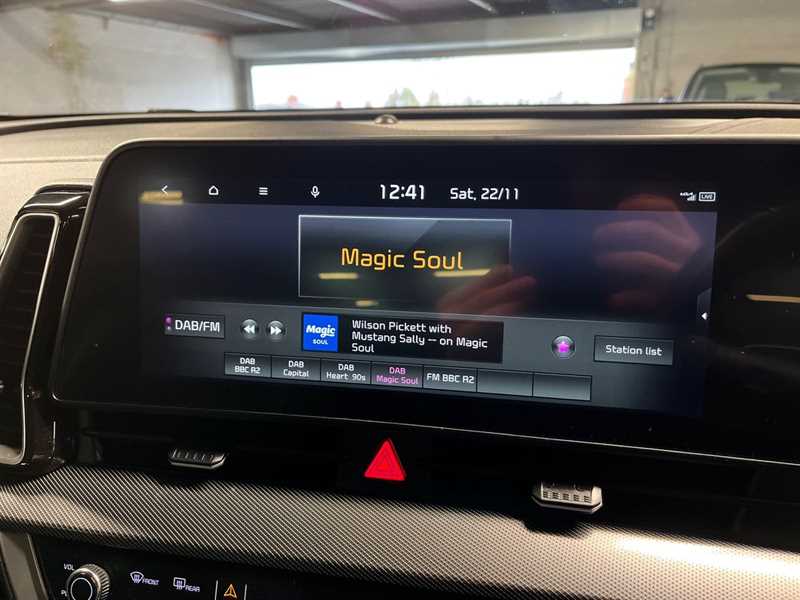 12:41 Sat, 22/11 KIA LIVE
Magic Soul
DAB/FM
Magic
SOUL
Wilson Pickett with
Mustang Sally -- on Magic
Soul
Station list
DAB
BBC R2
DAB
Capital
DAB
Heart 90s
DAB
Magic Soul
FM BBC R2
VOL
FRONT
REAR